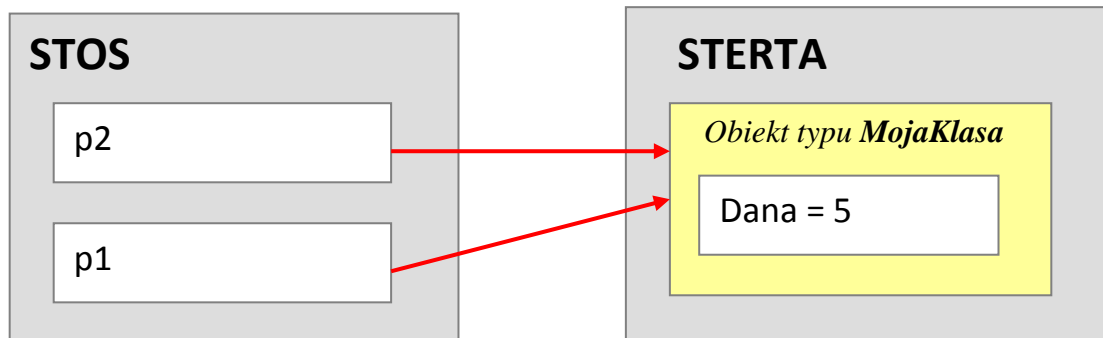 STOS
p2
p1
STERTA
Obiekt typu MojaKlasa
Dana = 5